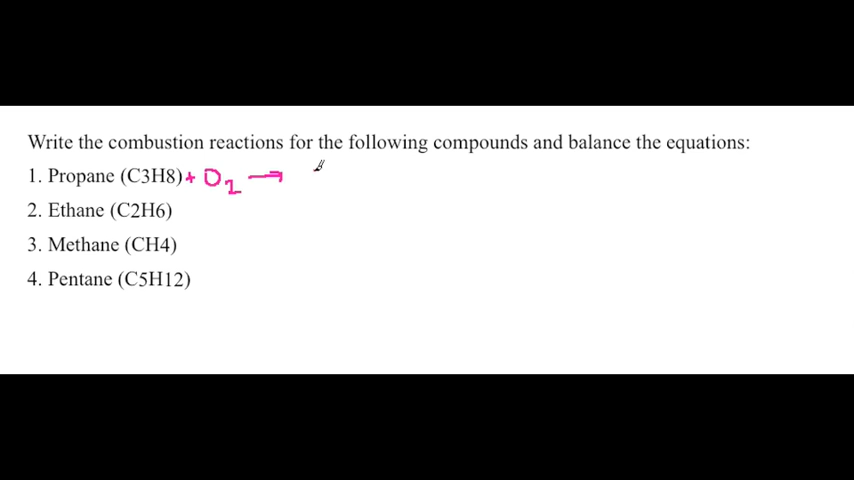 Write the combustion reactions for the following compounds and balance the equations:
1. Propane (C3H8) + O2 →
2. Ethane (C2H6)
3. Methane (CH4)
4. Pentane (C5H12)